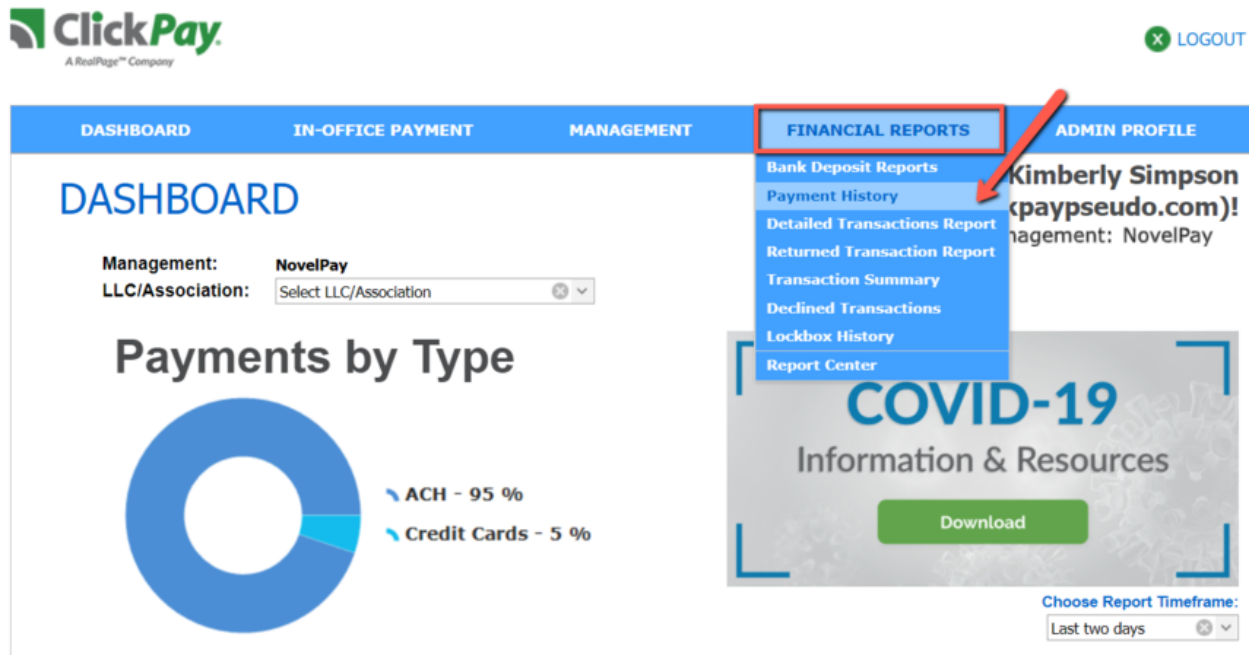 ClickPay
A RealPage™ Company
X LOGOUT
DASHBOARD IN-OFFICE PAYMENT MANAGEMENT FINANCIAL REPORTS ADMIN PROFILE
Bank Deposit Reports
Payment History
Detailed Transactions Report
Returned Transaction Report
Transaction Summary
Declined Transactions
Lockbox History
Report Center
DASHBOARD
Kimberly Simpson
paypseudo.com)!
nagement: NovelPay
Management: NovelPay
LLC/Association: Select LLC/Association
Payments by Type
ACH - 95 %
Credit Cards - 5 %
COVID-19
Information & Resources
Download
Choose Report Timeframe:
Last two days